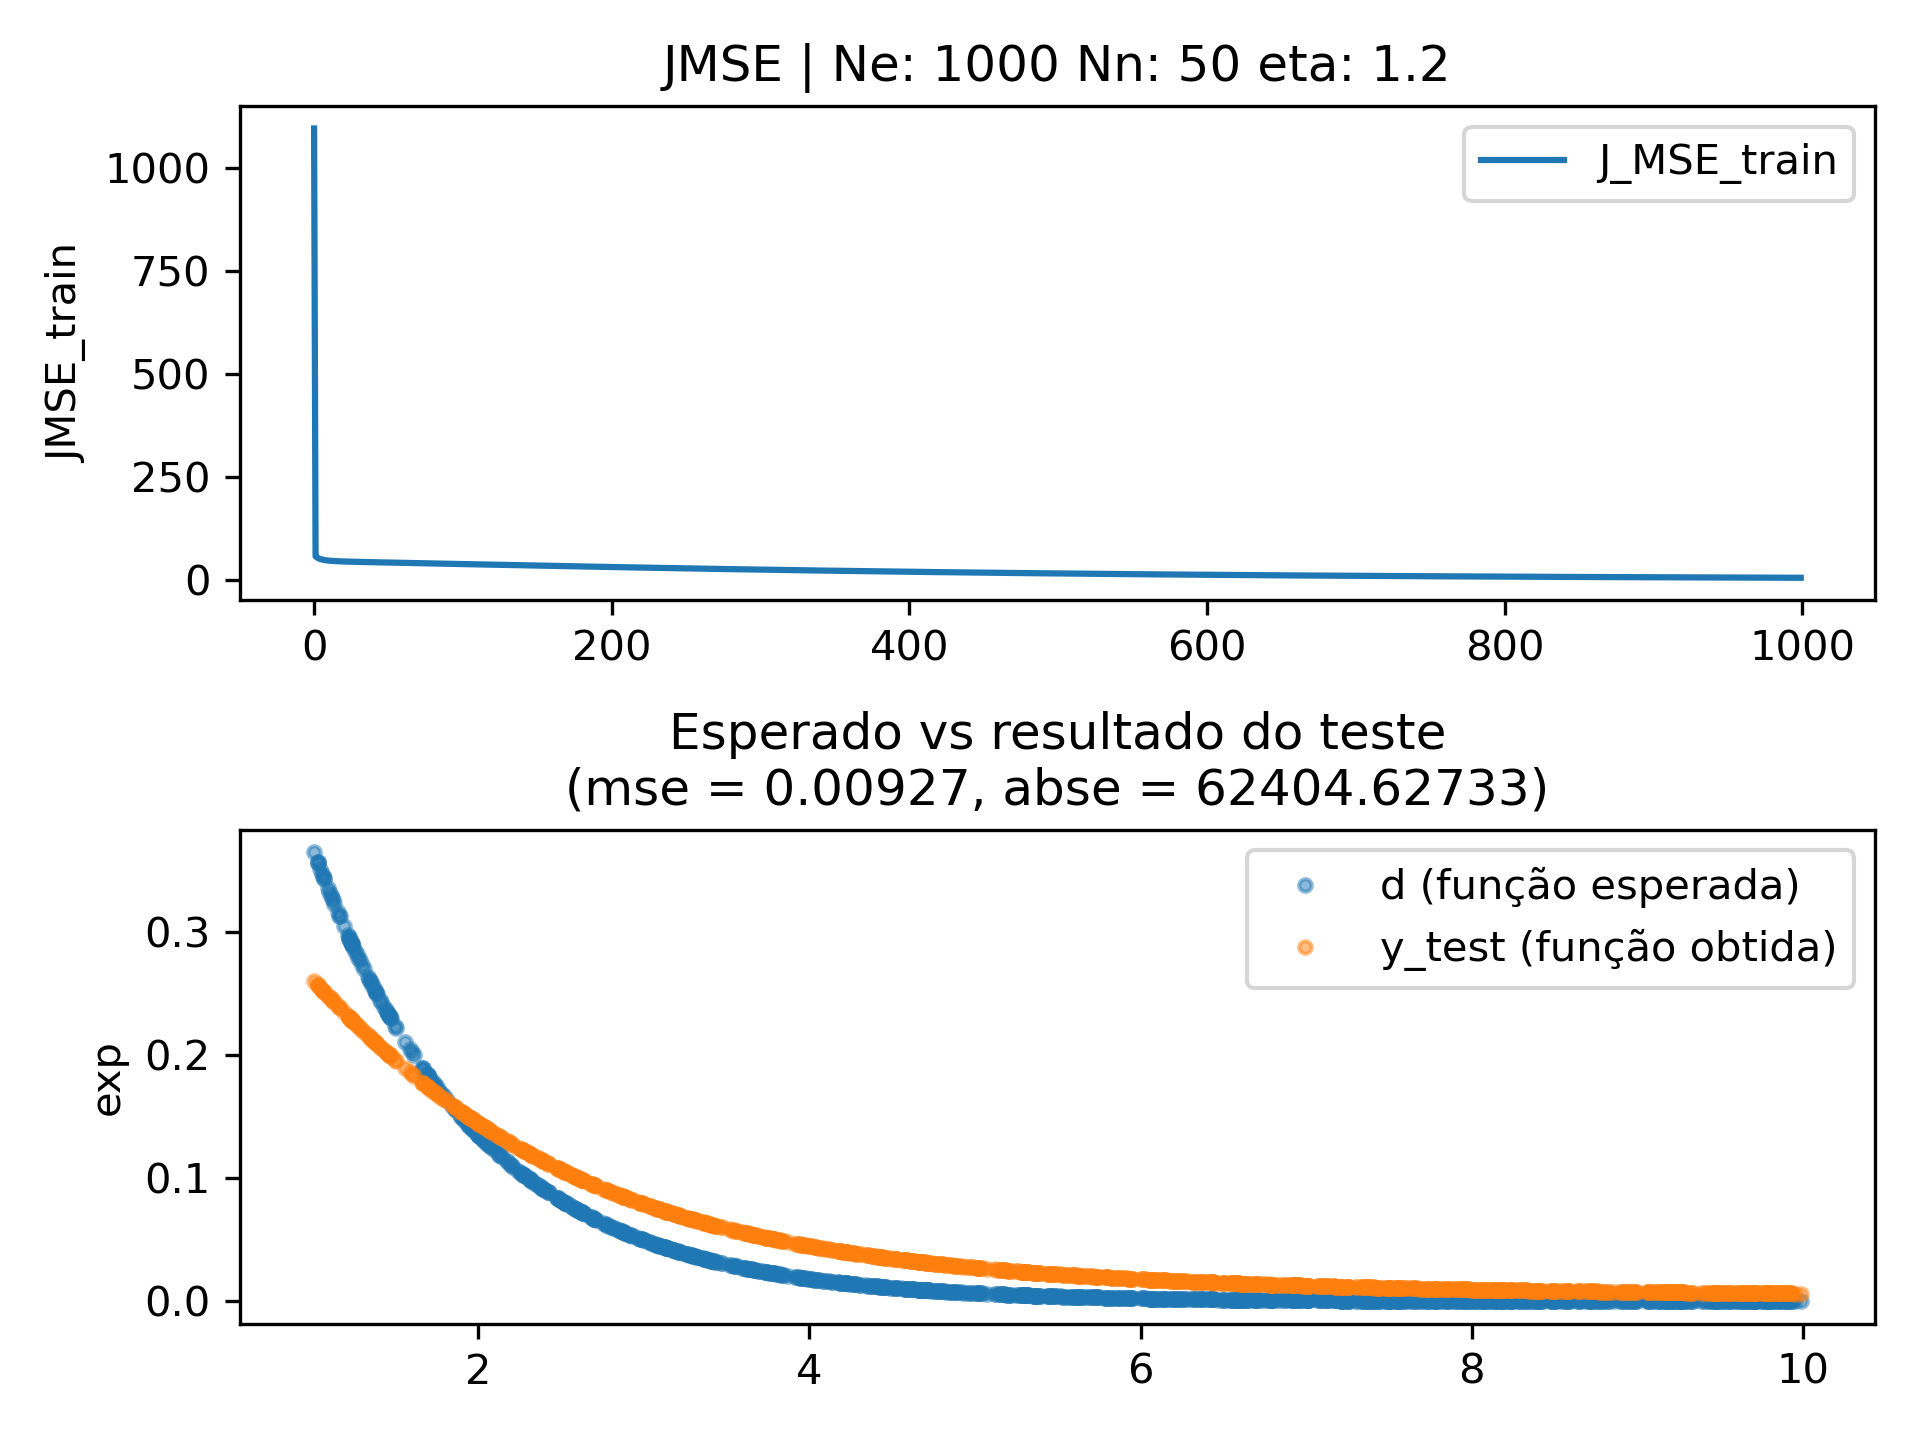 JMSE | Ne: 1000 Nn: 50 eta: 1.2
J_MSE_train
JMSE_train
1000
750
500
250
0
0
200
400
600
800
1000
Esperado vs resultado do teste
(mse = 0.00927, abse = 62404.62733)
d (função esperada)
y_test (função obtida)
exp
0.3
0.2
0.1
0.0
2
4
6
8
10